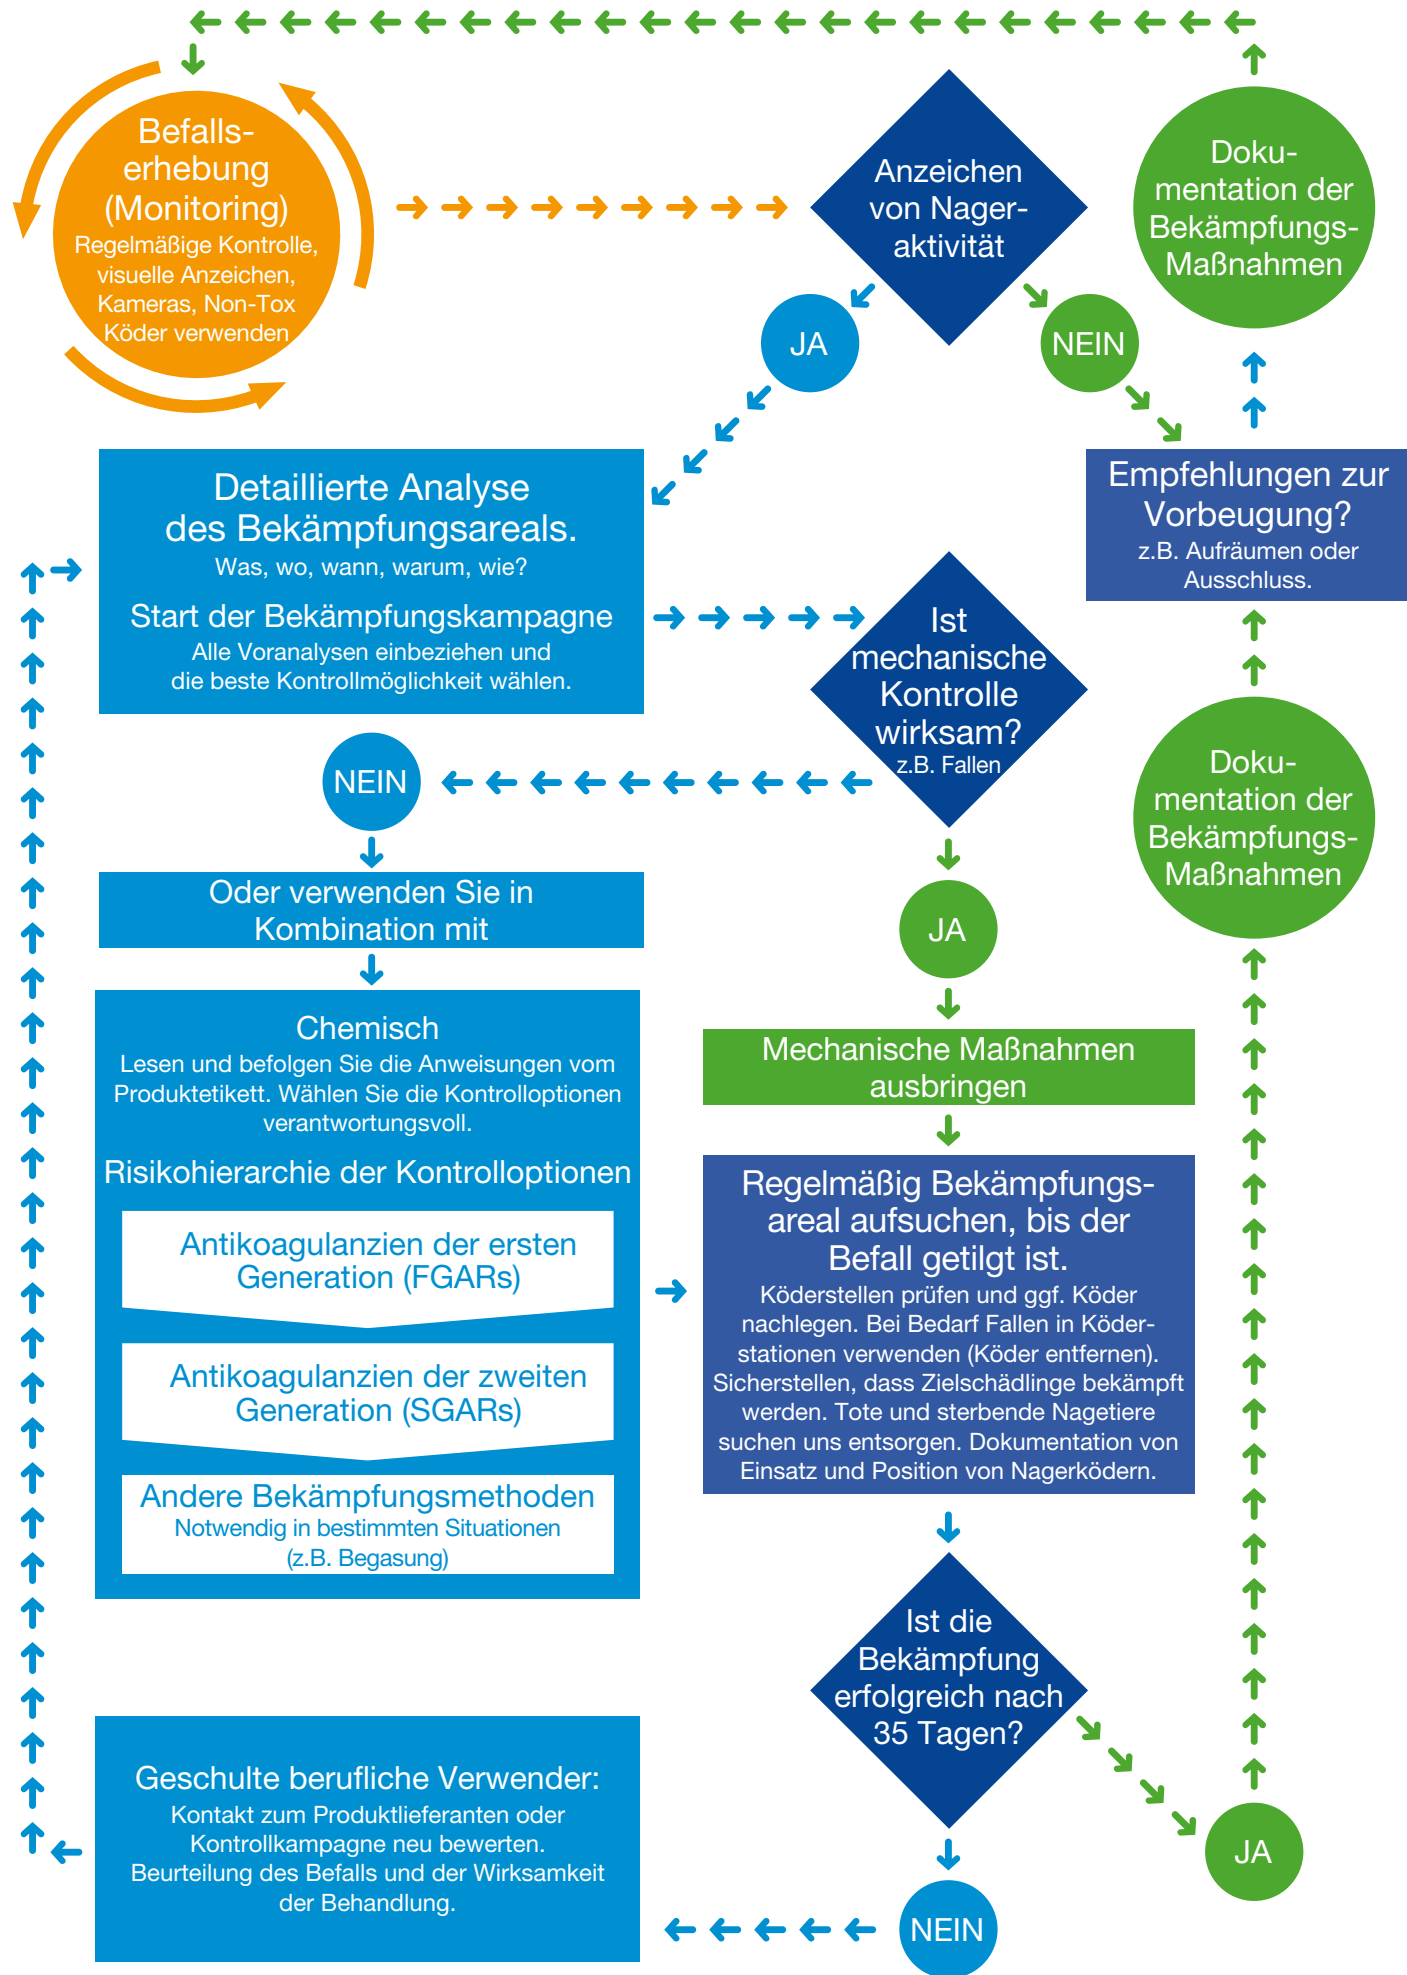 Befalls-
erhebung
(Monitoring)
Regelmäßige Kontrolle,
visuelle Anzeichen,
Kameras, Non-Tox
Köder verwenden
Anzeichen
von Nager-
aktivität
Doku-
mentation der
Bekämpfungs-
Maßnahmen
JA
NEIN
Detaillierte Analyse
des Bekämpfungsareals.
Was, wo, wann, warum, wie?
Start der Bekämpfungskampagne
Alle Voranalysen einbeziehen und
die beste Kontrollmöglichkeit wählen.
Empfehlungen zur
Vorbeugung?
z.B. Aufräumen oder
Ausschluss.
Ist
mechanische
Kontrolle
wirksam?
z.B. Fallen
NEIN
Doku-
mentation der
Bekämpfungs-
Maßnahmen
Oder verwenden Sie in
Kombination mit
JA
Chemisch
Lesen und befolgen Sie die Anweisungen vom
Produktetikett. Wählen Sie die Kontrolloptionen
verantwortungsvoll.
Risikohierarchie der Kontrolloptionen
Antikoagulanzien der ersten
Generation (FGARs)
Antikoagulanzien der zweiten
Generation (SGARs)
Andere Bekämpfungsmethoden
Notwendig in bestimmten Situationen
(z.B. Begasung)
Mechanische Maßnahmen
ausbringen
Regelmäßig Bekämpfungs-
areal aufsuchen, bis der
Befall getilgt ist.
Köderstellen prüfen und ggf. Köder
nachlegen. Bei Bedarf Fallen in Köder-
stationen verwenden (Köder entfernen).
Sicherstellen, dass Zielschädlinge bekämpft
werden. Tote und sterbende Nagetiere
suchen uns entsorgen. Dokumentation von
Einsatz und Position von Nagerködern.
Ist die
Bekämpfung
erfolgreich nach
35 Tagen?
Geschulte berufliche Verwender:
Kontakt zum Produktlieferanten oder
Kontrollkampagne neu bewerten.
Beurteilung des Befalls und der Wirksamkeit
der Behandlung.
JA
NEIN